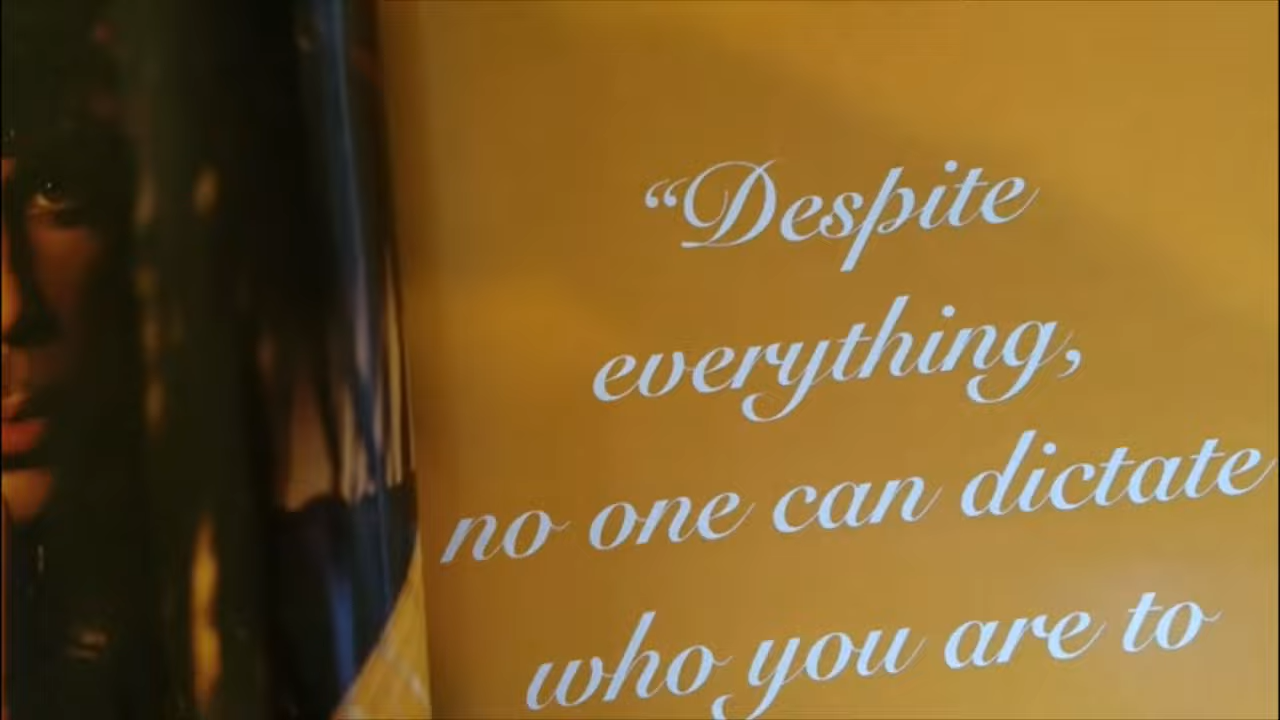 “Despite
everything,
no one can dictate
who you are to